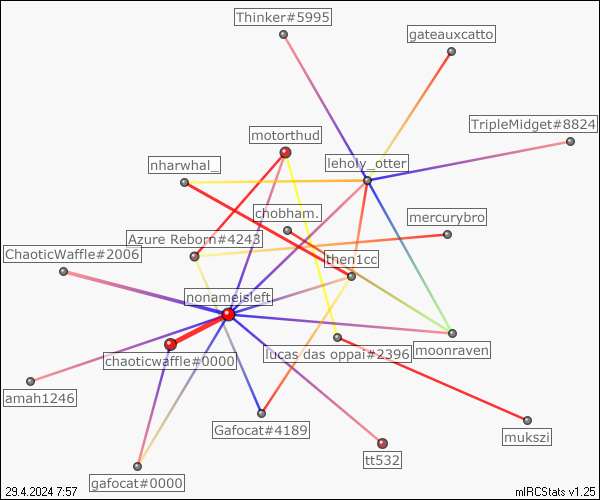 Thinker#5995
gateauxcatto
TripleMidget#8824
motorthud
leholy_otter
nharwhal_
chobham.
mercurybro
Azure Reborn#4243
ChaoticWaffle#2006
then1cc
nonameisleft
lucas das oppai#2396
moonraven
chaoticwaffle#0000
amah1246
Gafocat#4189
mukszi
tt532
gafocat#0000
29.4.2024 7:57
mIRCStats v1.25